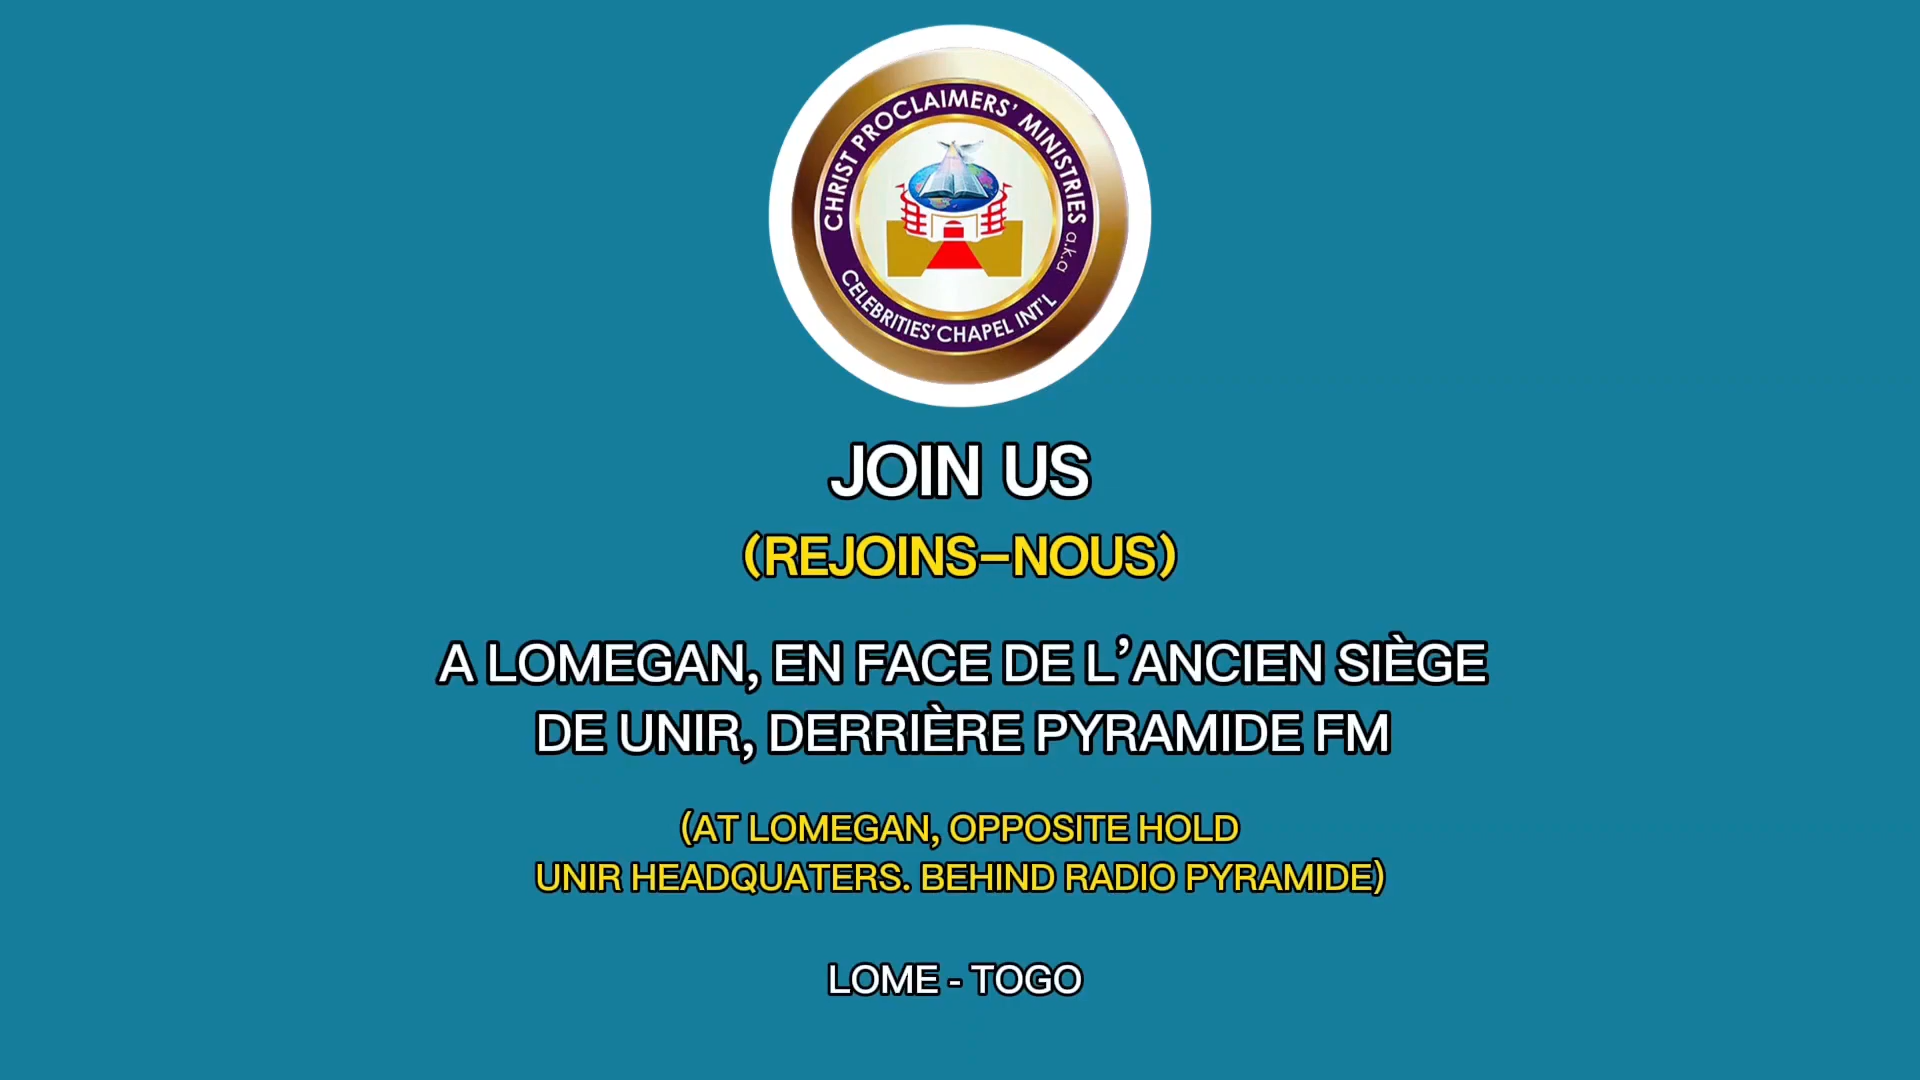 CHRIST PROCLAIMERS' MINISTRIES a.k.a
CELEBRITIES' CHAPEL INT'L
JOIN US
(REJOINS-NOUS)
A LOMEGAN, EN FACE DE L'ANCIEN SIÈGE
DE UNIR, DERRIÈRE PYRAMIDE FM
(AT LOMEGAN, OPPOSITE HOLD
UNIR HEADQUATERS. BEHIND RADIO PYRAMIDE)
LOME - TOGO